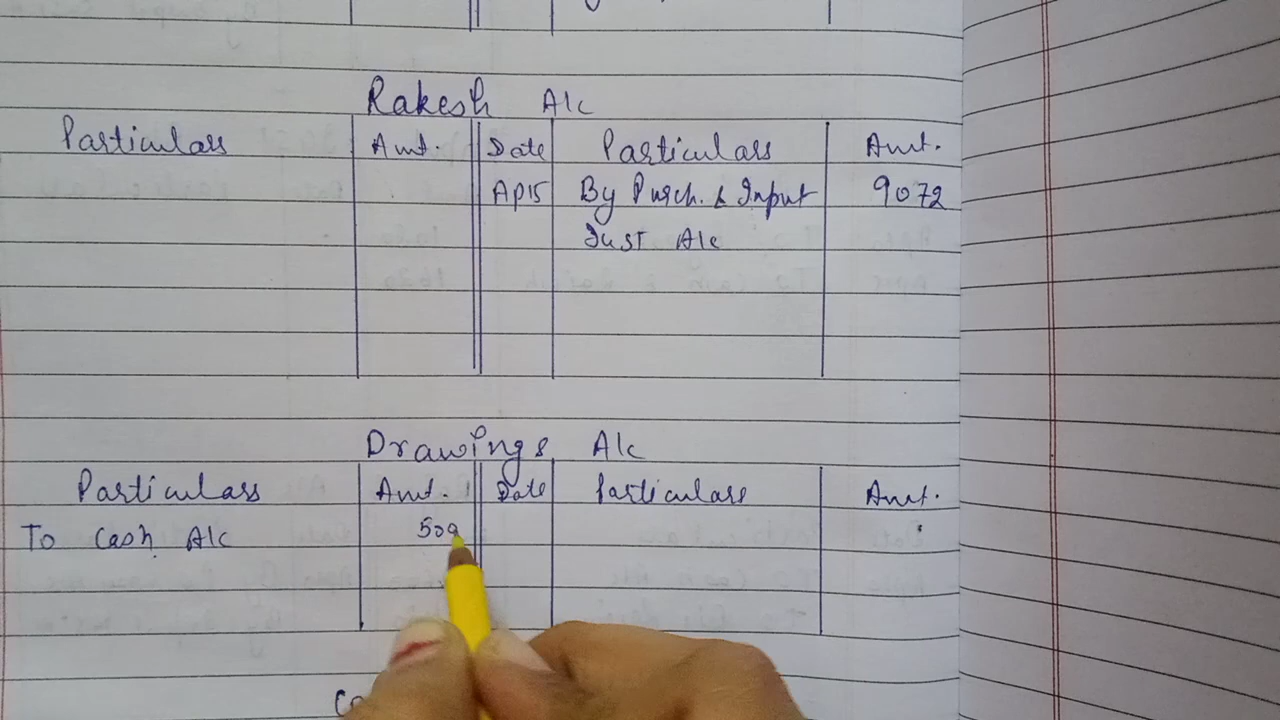 Rakesh A/c
Particulars Amt. Date Particulars Amt.
Ap15 By Purch. & Input 9072
Just A/c
Drawings A/c
Particulars Amt. Date Particulars Amt.
To Cash A/c 500